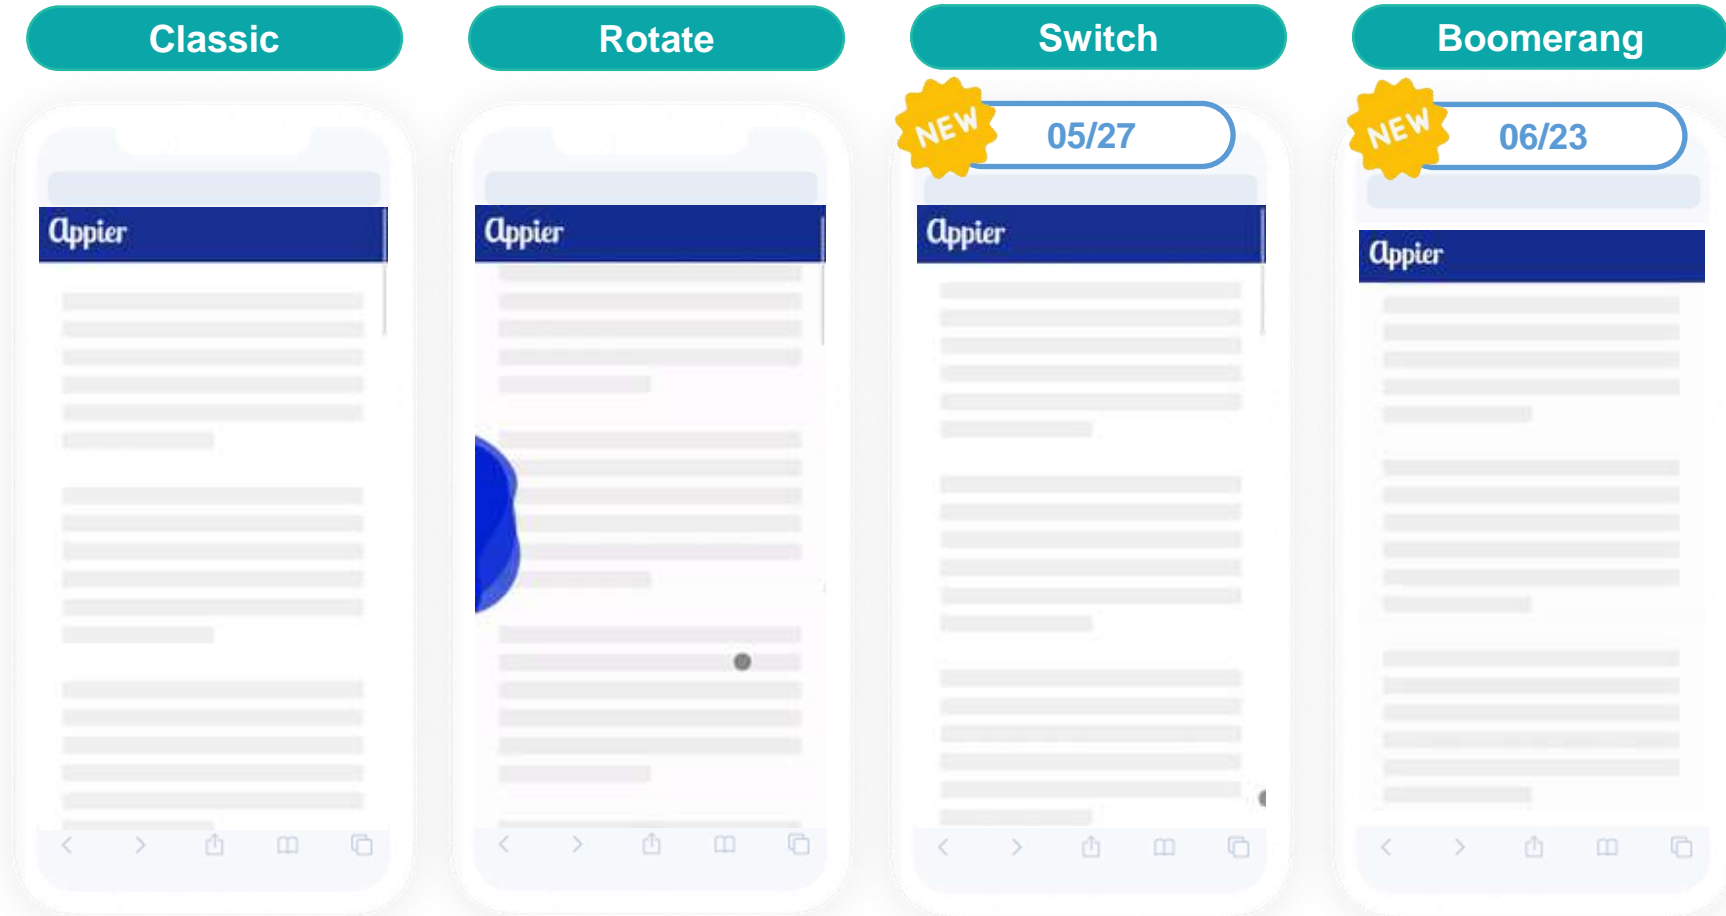 Classic
Rotate
Switch
Boomerang
NEW
05/27
NEW
06/23
Appier
Appier
Appier
Appier